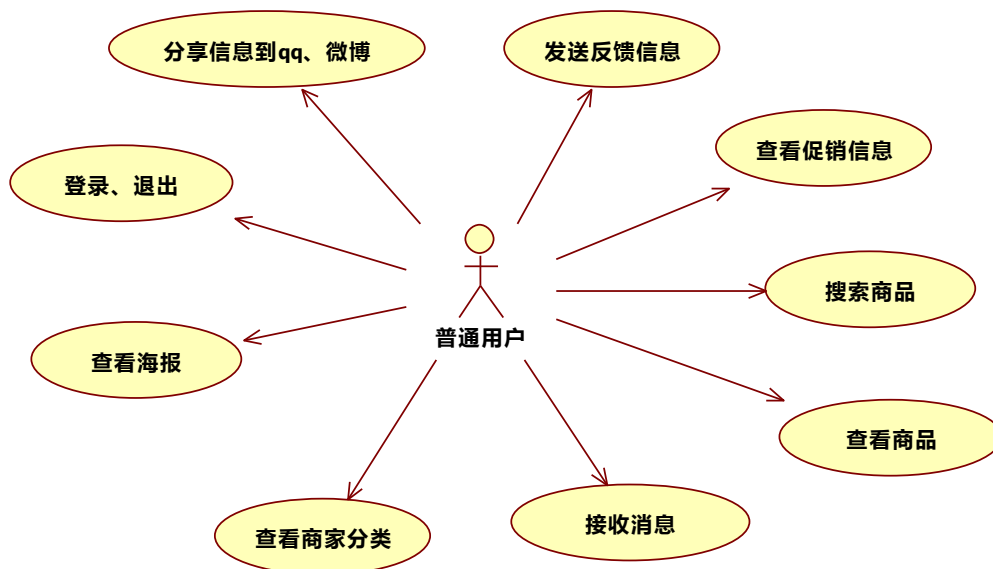 分享信息到qq、微博
发送反馈信息
查看促销信息
登录、退出
搜索商品
普通用户
查看海报
查看商品
查看商家分类
接收消息